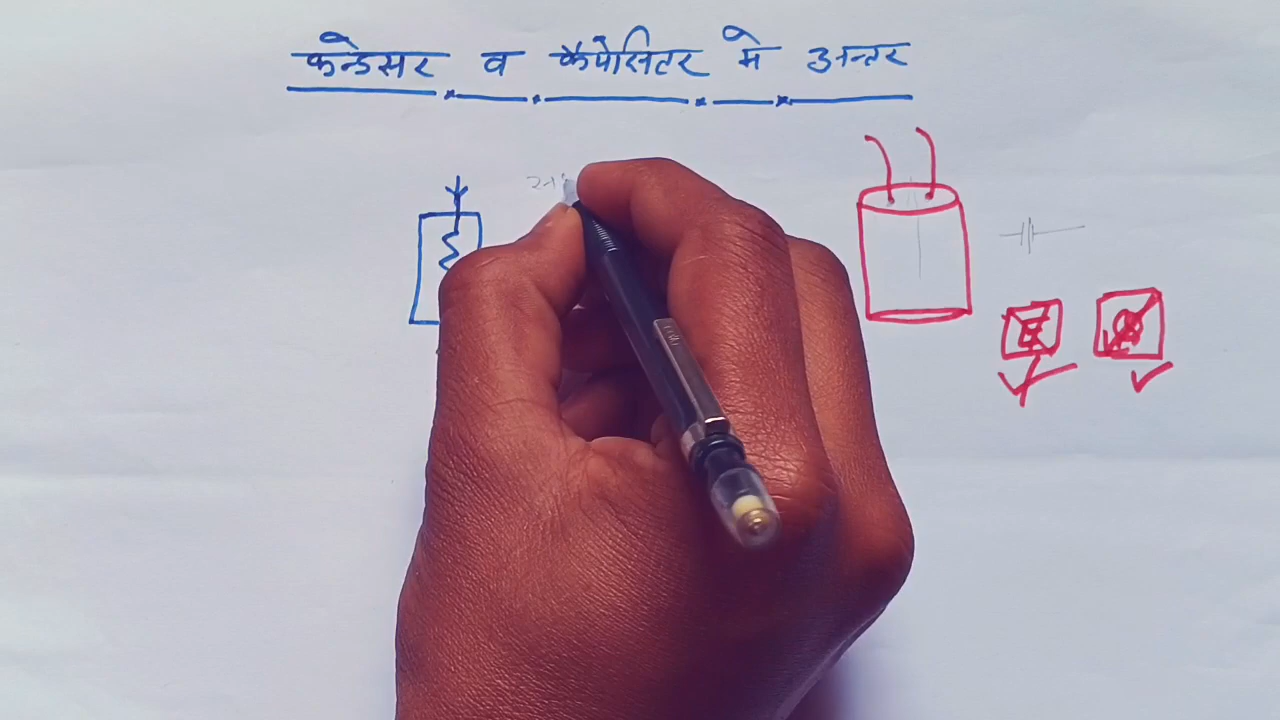 कन्डेसर व कैपेसिटर मे अन्तर